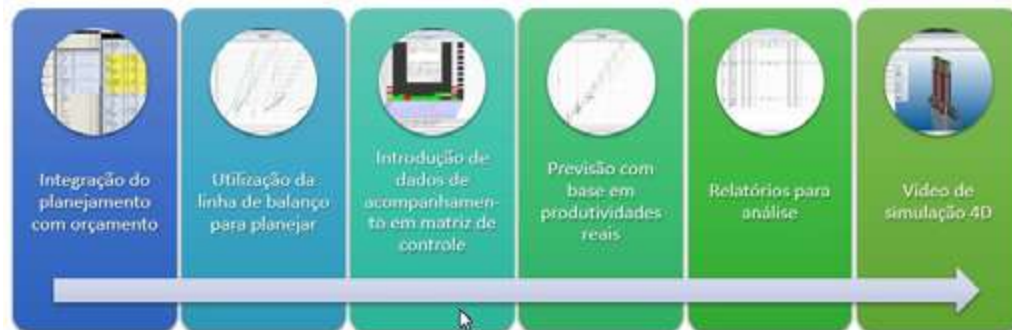 Integração do
planejamento
com orçamento
Utilização da
linha de balanço
para planejar
Introdução de
dados de
acompanhamen-
to em matriz de
controle
Previsão com
base em
produtividades
reais
Relatórios para
análise
Vídeo de
simulação 4D